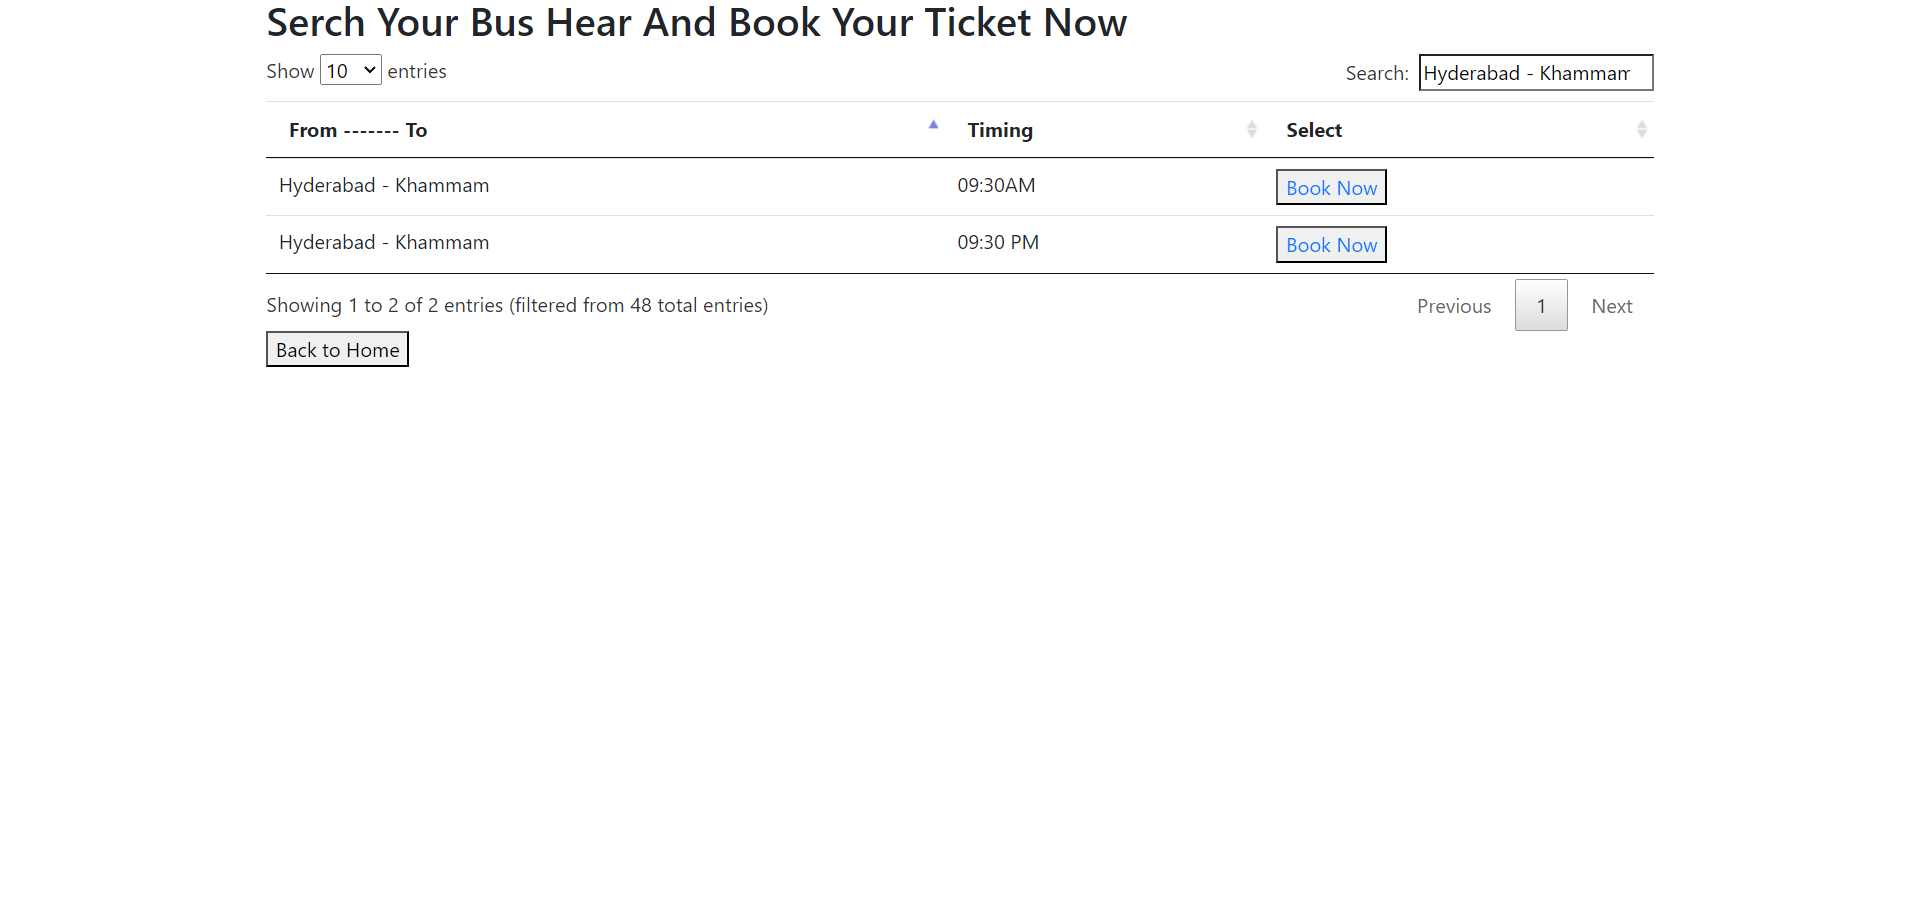 Serch Your Bus Hear And Book Your Ticket Now
Show 10 entries Search: Hyderabad - Khammam
From ------- To Timing Select
Hyderabad - Khammam 09:30AM Book Now
Hyderabad - Khammam 09:30 PM Book Now
Showing 1 to 2 of 2 entries (filtered from 48 total entries) Previous 1 Next
Back to Home